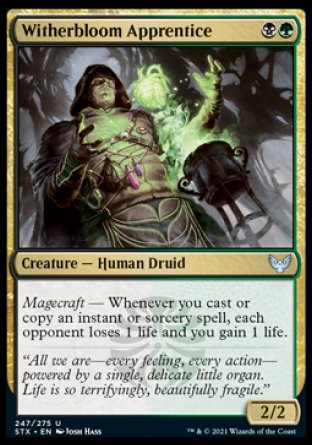 Witherbloom Apprentice
Creature — Human Druid
Magecraft — Whenever you cast or
copy an instant or sorcery spell, each
opponent loses 1 life and you gain 1 life.
“All we are—every feeling, every action—
powered by a single, delicate little organ.
Life is so terrifyingly, beautifully fragile.”
2/2
247/275 U
STX • EN Josh Hass
™ & © 2021 Wizards of the Coast